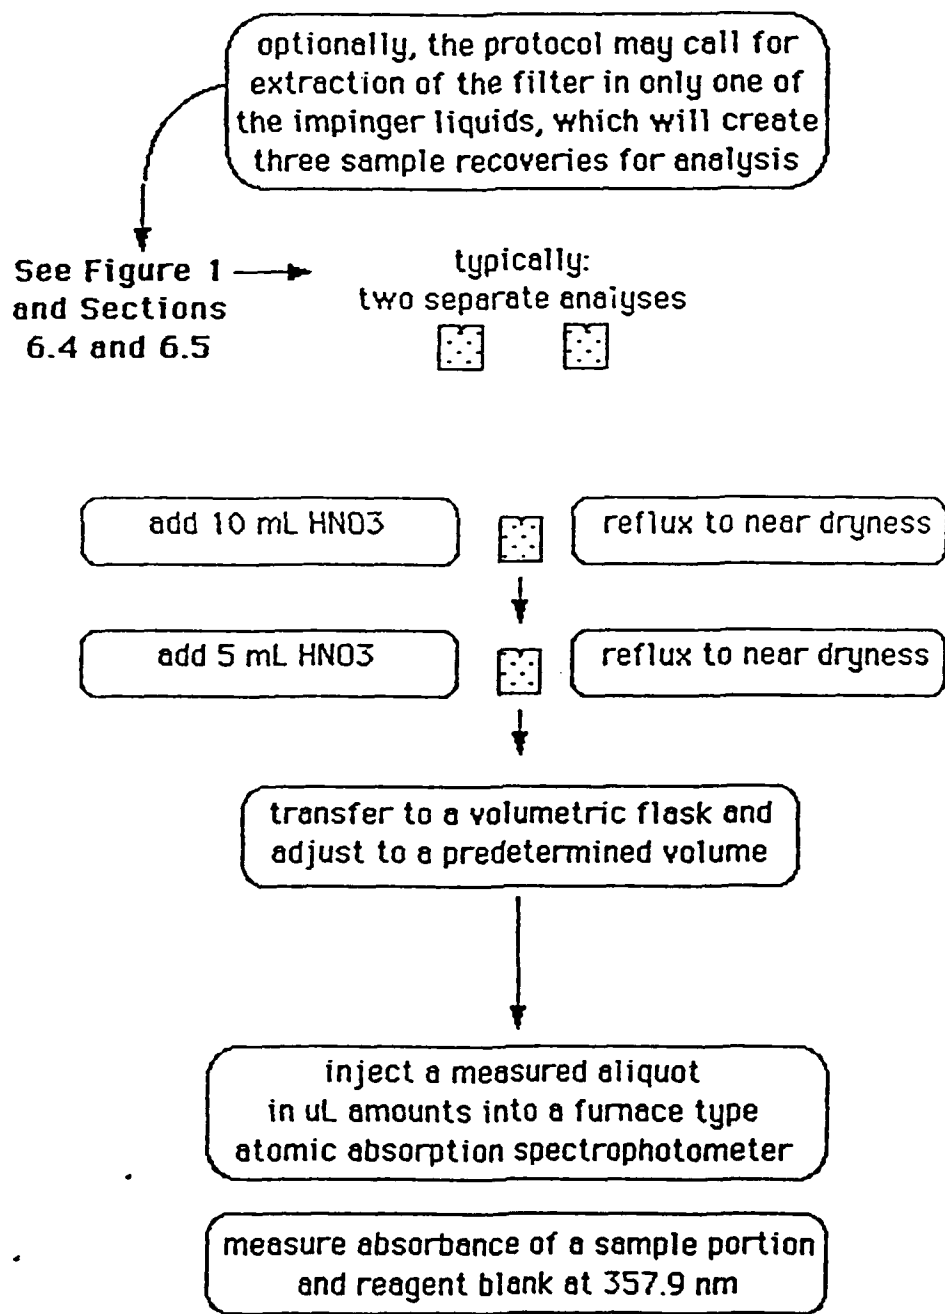 optionally, the protocol may call for
extraction of the filter in only one of
the impinger liquids, which will create
three sample recoveries for analysis
See Figure 1
and Sections
6.4 and 6.5
typically:
two separate analyses
add 10 mL HNO3
reflux to near dryness
add 5 mL HNO3
reflux to near dryness
transfer to a volumetric flask and
adjust to a predetermined volume
inject a measured aliquot
in uL amounts into a furnace type
atomic absorption spectrophotometer
measure absorbance of a sample portion
and reagent blank at 357.9 nm